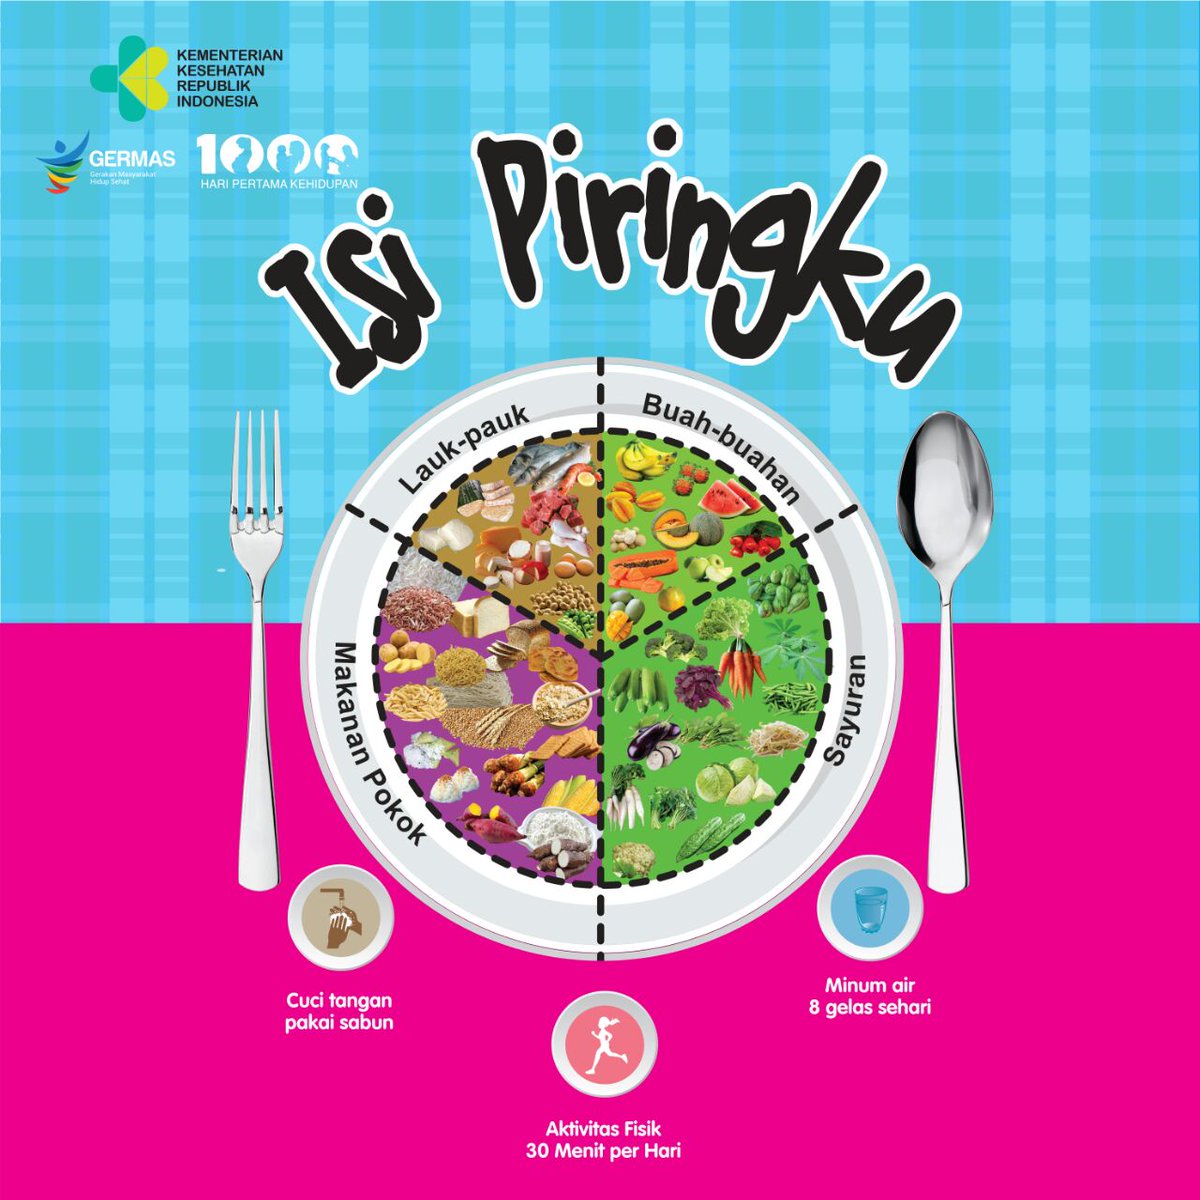 KEMENTERIAN
KESEHATAN
REPUBLIK
INDONESIA
GERMAS
Gerakan Masyarakat
Hidup Sehat
1000
HARI PERTAMA KEHIDUPAN
Isi Piringku
Lauk-pauk
Buah-buahan
Makanan Pokok
Sayuran
Cuci tangan
pakai sabun
Minum air
8 gelas sehari
Aktivitas Fisik
30 Menit per Hari